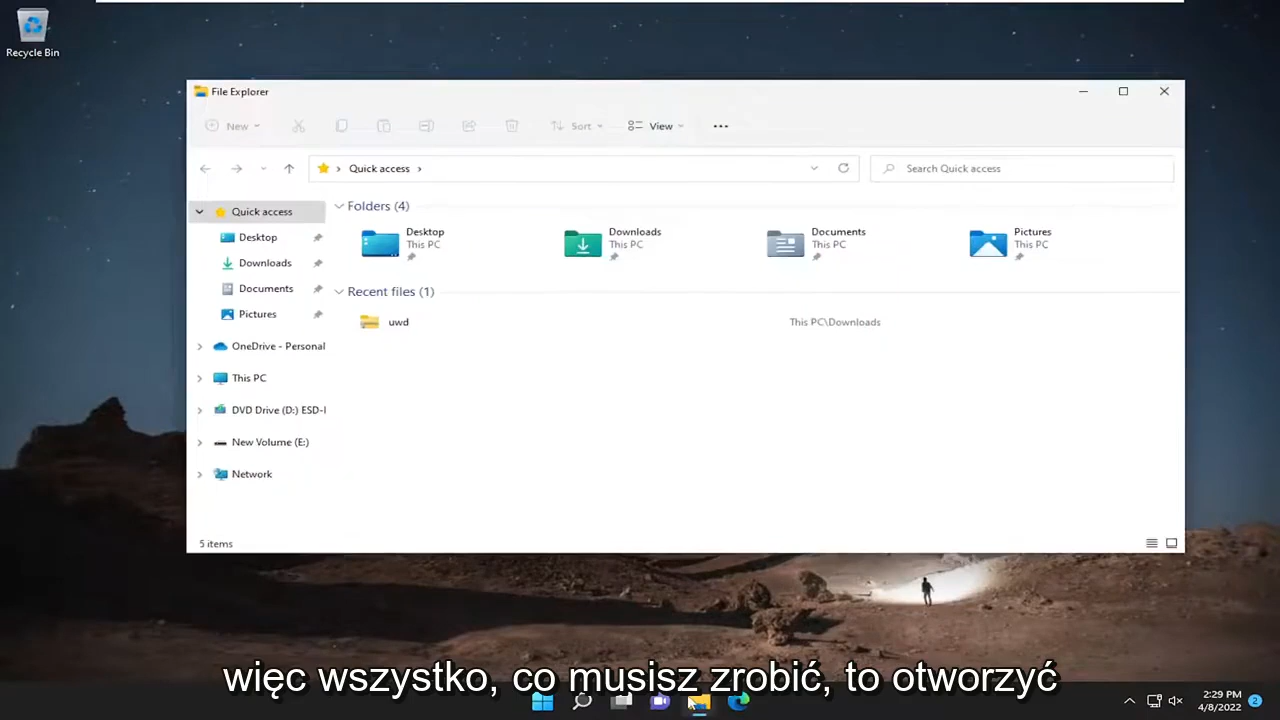 Recycle Bin
File Explorer
New
Sort
View
Quick access
Search Quick access
Quick access
Desktop
Downloads
Documents
Pictures
OneDrive - Personal
This PC
DVD Drive (D:) ESD-I
New Volume (E:)
Network
Folders (4)
Desktop
This PC
Downloads
This PC
Documents
This PC
Pictures
This PC
Recent files (1)
uwd
This PC\Downloads
5 items
więc wszystko, co musisz zrobić, to otworzyć
2:29 PM
4/8/2022
2